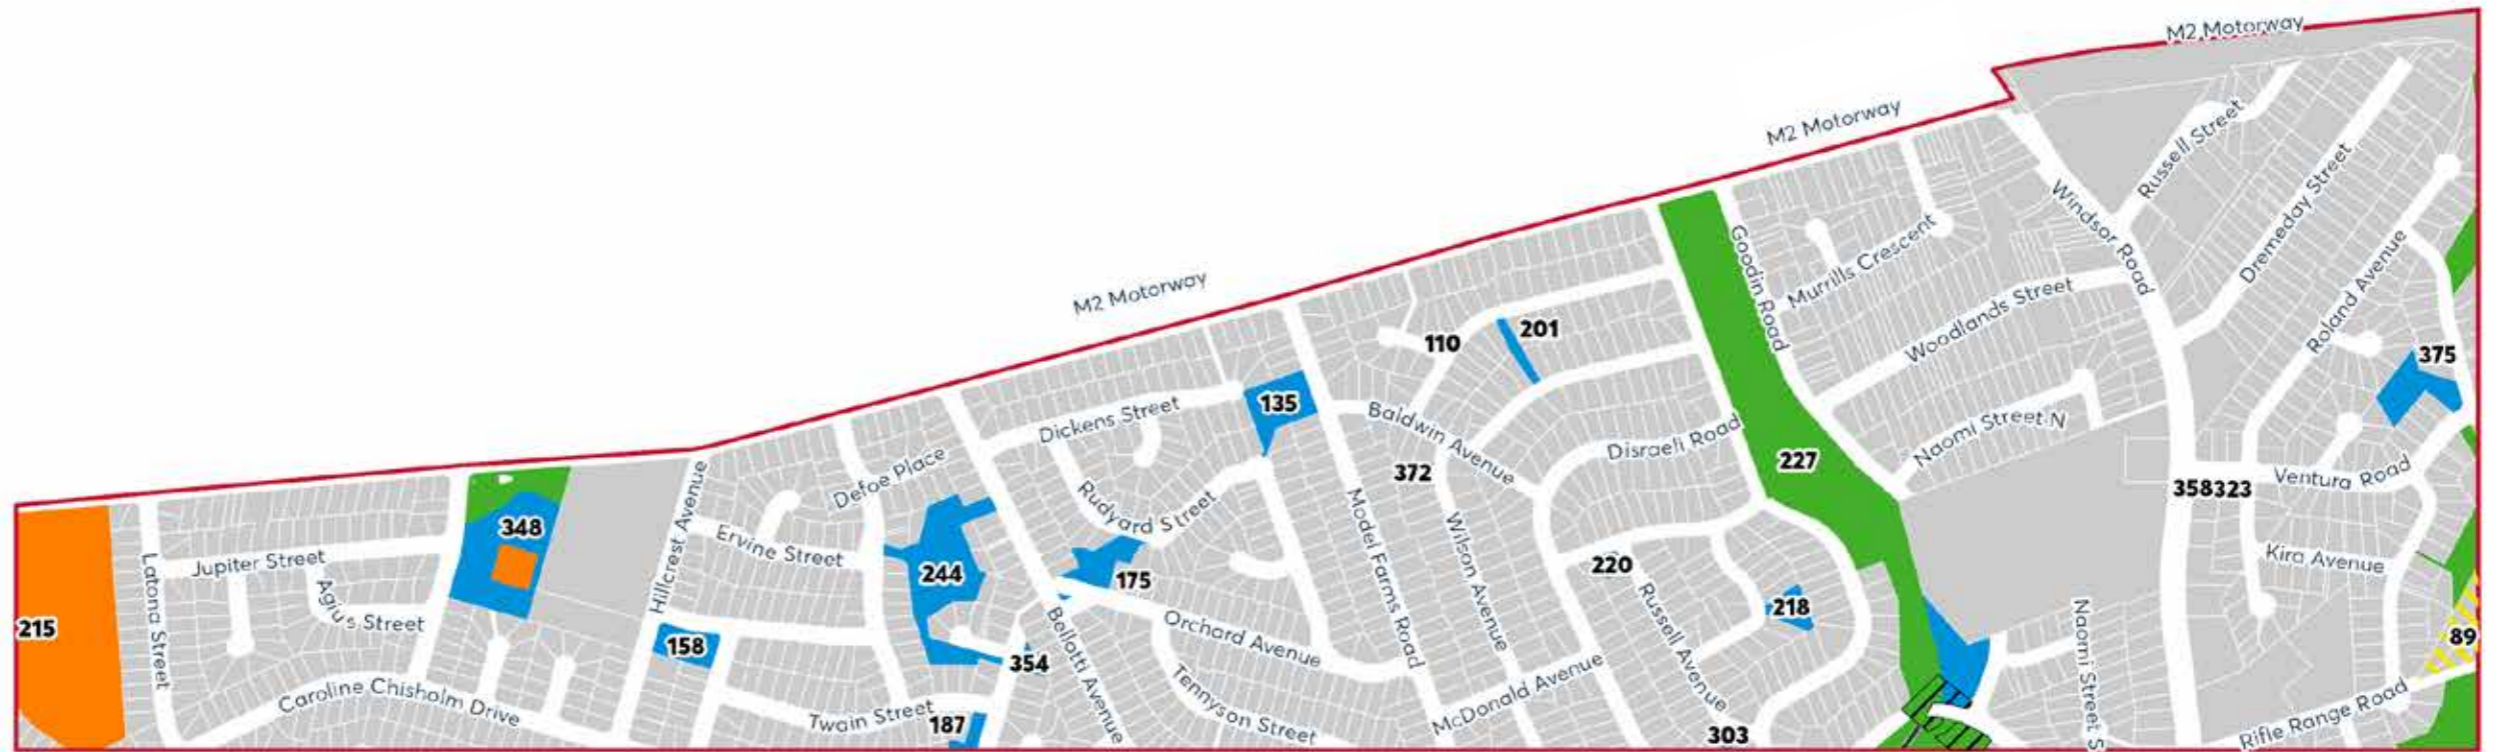 M2 Motorway
M2 Motorway
Russell Street
Dremeday Street
Windsor Road
Murrills Crescent
Goodin Road
Roland Avenue
M2 Motorway
Woodlands Street
201
110
375
135
Dickens Street
Baldwin Avenue
Disraeli Road
Naomi Street N
227
372
Defoe Place
Hillcrest Avenue
Rudyard Street
Model Farms Road
Wilson Avenue
358
323
Ventura Road
348
Ervine Street
Jupiter Street
Latona Street
Agius Street
244
175
220
Kira Avenue
215
158
354
Bellotti Avenue
Orchard Avenue
Russell Avenue
218
Naomi Street S
89
Caroline Chisholm Drive
Twain Street
187
Tennyson Street
McDonald Avenue
303
Rifle Range Road